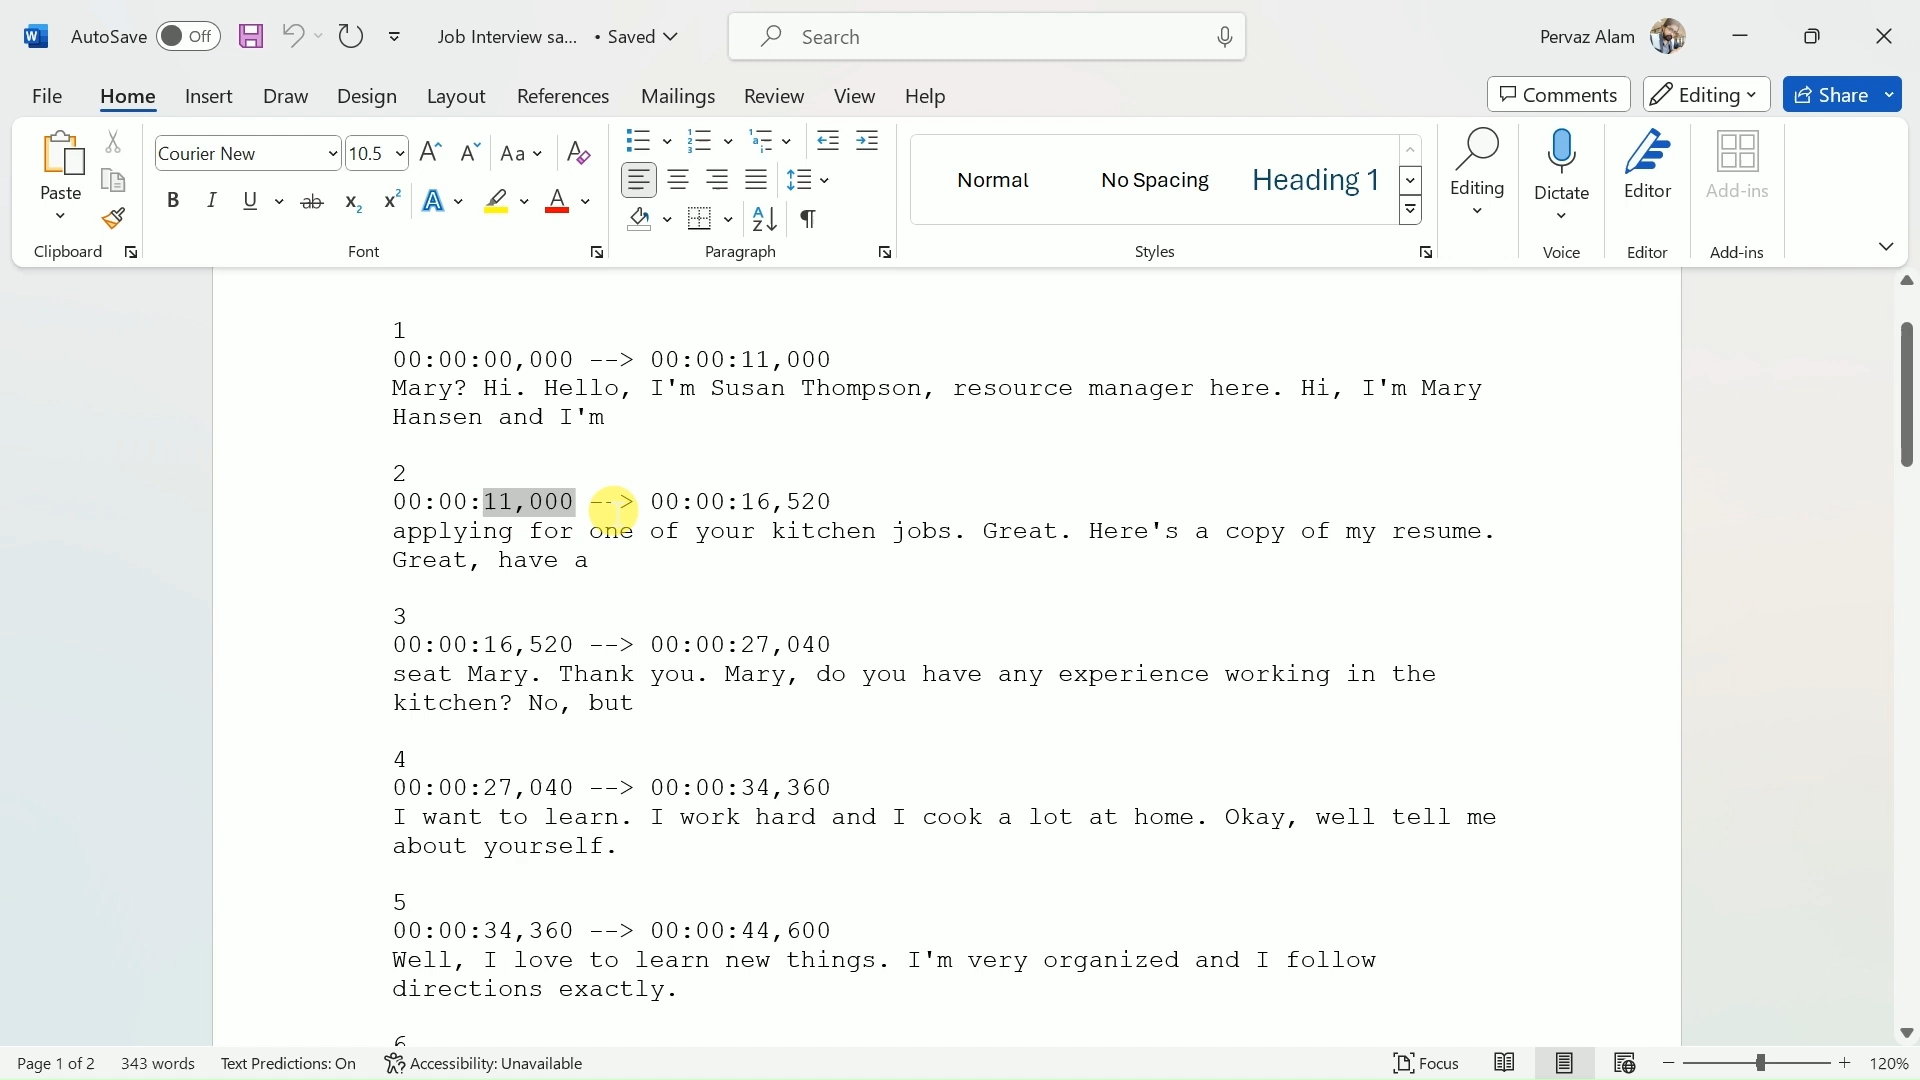 AutoSave Off Job Interview sa... • Saved Search Pervaz Alam
File Home Insert Draw Design Layout References Mailings Review View Help Comments Editing Share
Paste
Clipboard
Courier New 10.5
Font
Paragraph
Normal No Spacing Heading 1
Styles
Editing
Dictate
Voice
Editor
Editor
Add-ins
Add-ins
1
00:00:00,000 --> 00:00:11,000
Mary? Hi. Hello, I'm Susan Thompson, resource manager here. Hi, I'm Mary
Hansen and I'm
2
00:00:11,000 --> 00:00:16,520
applying for one of your kitchen jobs. Great. Here's a copy of my resume.
Great, have a
3
00:00:16,520 --> 00:00:27,040
seat Mary. Thank you. Mary, do you have any experience working in the
kitchen? No, but
4
00:00:27,040 --> 00:00:34,360
I want to learn. I work hard and I cook a lot at home. Okay, well tell me
about yourself.
5
00:00:34,360 --> 00:00:44,600
Well, I love to learn new things. I'm very organized and I follow
directions exactly.
6
Page 1 of 2 343 words Text Predictions: On Accessibility: Unavailable Focus 120%